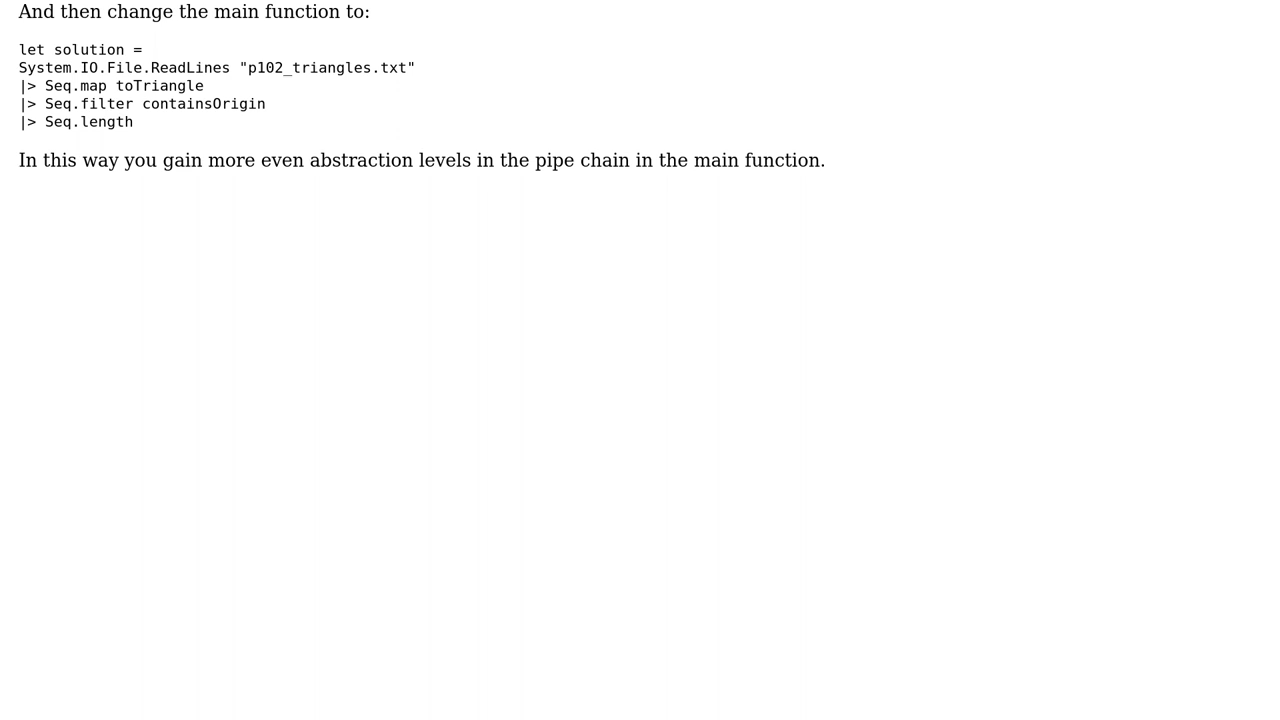 And then change the main function to:
let solution =
System.IO.File.ReadLines "p102_triangles.txt"
|> Seq.map toTriangle
|> Seq.filter containsOrigin
|> Seq.length
In this way you gain more even abstraction levels in the pipe chain in the main function.